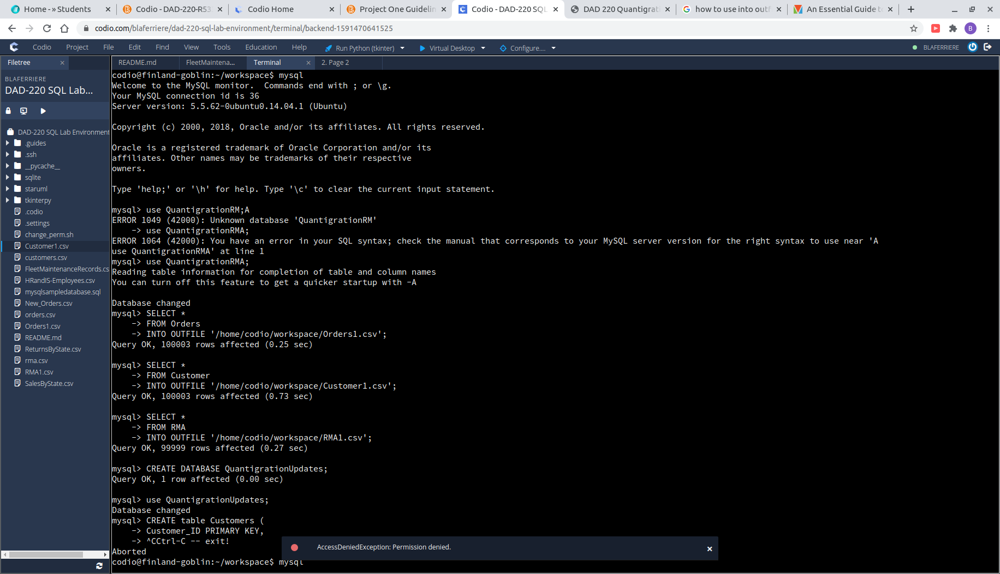 Home - » Students
Codio - DAD-220-R53
Codio Home
Project One Guidelin
Codio - DAD-220 SQL
DAD 220 Quantigrati
how to use into outf
An Essential Guide to
codio.com/blaferriere/dad-220-sql-lab-environment/terminal/backend-1591470641525
B
Codio Project File Edit Find View Tools Education Help Run Python (tkinter) Virtual Desktop Configure.... BLAFERRIERE
Filetree
README.md FleetMaintena... Terminal 2. Page 2
BLAFERRIERE
DAD-220 SQL Lab...
DAD-220 SQL Lab Environment
.guides
.ssh
__pycache__
sqlite
staruml
tkinterpy
.codio
.settings
change_perm.sh
Customer1.csv
customers.csv
FleetMaintenanceRecords.cs
HRandIS-Employees.csv
mysqlsampledatabase.sql
New_Orders.csv
orders.csv
Orders1.csv
README.md
ReturnsByState.csv
rma.csv
RMA1.csv
SalesByState.csv
codio@finland-goblin:~/workspace$ mysql
Welcome to the MySQL monitor.  Commands end with ; or \g.
Your MySQL connection id is 36
Server version: 5.5.62-0ubuntu0.14.04.1 (Ubuntu)
Copyright (c) 2000, 2018, Oracle and/or its affiliates. All rights reserved.
Oracle is a registered trademark of Oracle Corporation and/or its
affiliates. Other names may be trademarks of their respective
owners.
Type 'help;' or '\h' for help. Type '\c' to clear the current input statement.
mysql> use QuantigrationRM;A
ERROR 1049 (42000): Unknown database 'QuantigrationRM'
-> use QuantigrationRMA;
ERROR 1064 (42000): You have an error in your SQL syntax; check the manual that corresponds to your MySQL server version for the right syntax to use near 'A
use QuantigrationRMA' at line 1
mysql> use QuantigrationRMA;
Reading table information for completion of table and column names
You can turn off this feature to get a quicker startup with -A
Database changed
mysql> SELECT *
-> FROM Orders
-> INTO OUTFILE '/home/codio/workspace/Orders1.csv';
Query OK, 100003 rows affected (0.25 sec)
mysql> SELECT *
-> FROM Customer
-> INTO OUTFILE '/home/codio/workspace/Customer1.csv';
Query OK, 100003 rows affected (0.73 sec)
mysql> SELECT *
-> FROM RMA
-> INTO OUTFILE '/home/codio/workspace/RMA1.csv';
Query OK, 99999 rows affected (0.27 sec)
mysql> CREATE DATABASE QuantigrationUpdates;
Query OK, 1 row affected (0.00 sec)
mysql> use QuantigrationUpdates;
Database changed
mysql> CREATE table Customers (
-> Customer_ID PRIMARY KEY,
-> ^CCtrl-C -- exit!
Aborted
codio@finland-goblin:~/workspace$ mysql
AccessDeniedException: Permission denied.